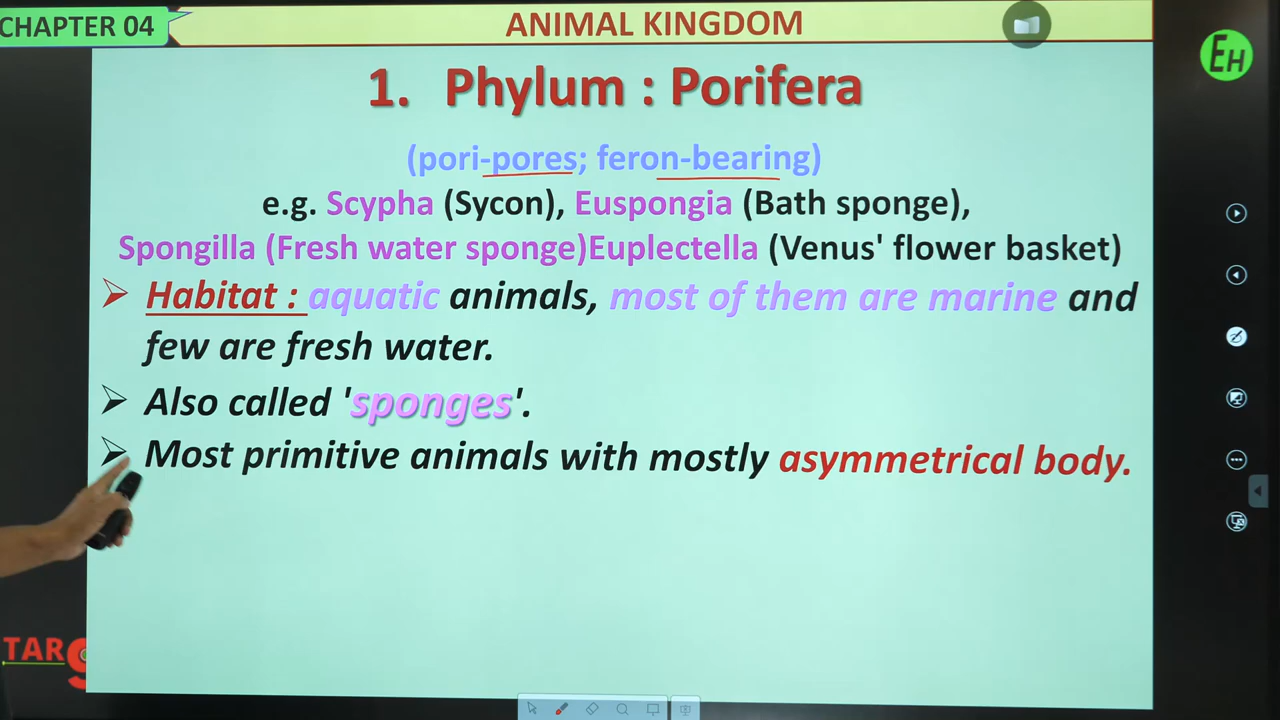 CHAPTER 04
ANIMAL KINGDOM
EH
1. Phylum : Porifera
(pori-pores; feron-bearing)
e.g. Scypha (Sycon), Euspongia (Bath sponge),
Spongilla (Fresh water sponge)Euplectella (Venus' flower basket)
Habitat : aquatic animals, most of them are marine and
few are fresh water.
Also called 'sponges'.
Most primitive animals with mostly asymmetrical body.
TAR